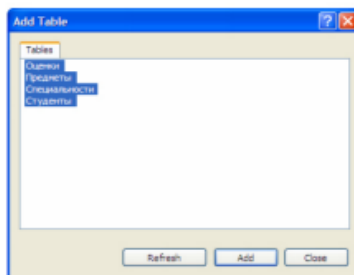 Add Table
Tables
Оценки
Предметы
Специальности
Студенты
Refresh
Add
Close